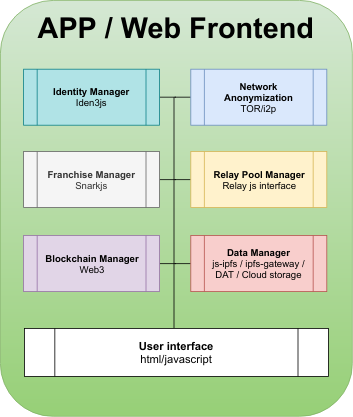 APP / Web Frontend
Identity Manager
Iden3js
Network
Anonymization
TOR/i2p
Franchise Manager
Snarkjs
Relay Pool Manager
Relay js interface
Blockchain Manager
Web3
Data Manager
js-ipfs / ipfs-gateway /
DAT / Cloud storage
User interface
html/javascript